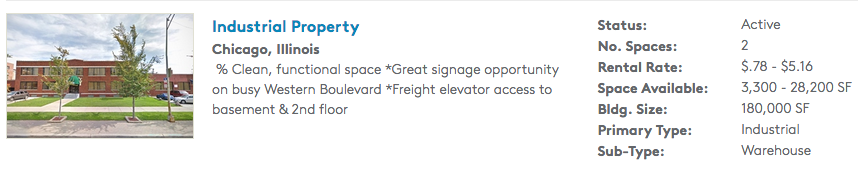 Industrial Property
Chicago, Illinois
% Clean, functional space *Great signage opportunity
on busy Western Boulevard *Freight elevator access to
basement & 2nd floor
Status: Active
No. Spaces: 2
Rental Rate: $.78 - $5.16
Space Available: 3,300 - 28,200 SF
Bldg. Size: 180,000 SF
Primary Type: Industrial
Sub-Type: Warehouse